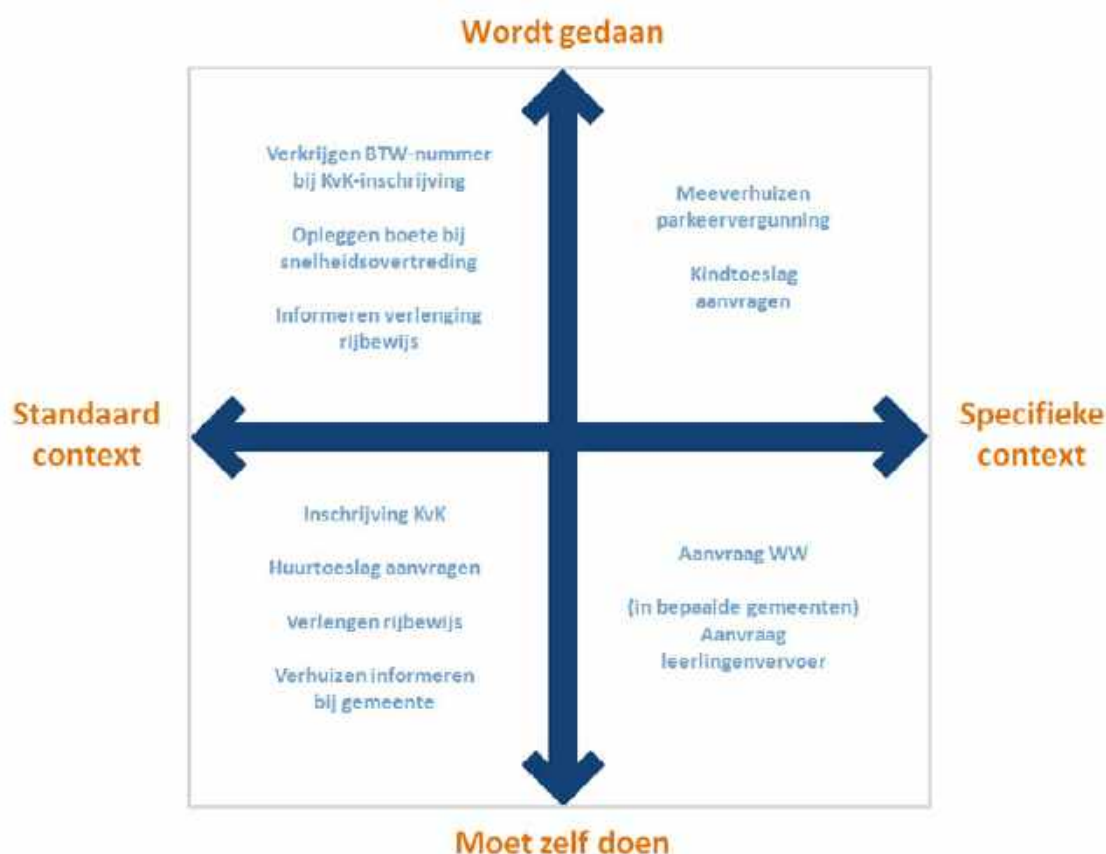 Wordt gedaan
Verkrijgen BTW-nummer
bij KvK-inschrijving
Opleggen boete bij
snelheidsovertreding
Informeren verlenging
rijbewijs
Meeverhuizen
parkeervergunning
Kindtoeslag
aanvragen
Standaard
context
Specifieke
context
Inschrijving KvK
Huurtoeslag aanvragen
Verlengen rijbewijs
Verhuizen informeren
bij gemeente
Aanvraag WW
(in bepaalde gemeenten)
Aanvraag
leerlingenvervoer
Moet zelf doen